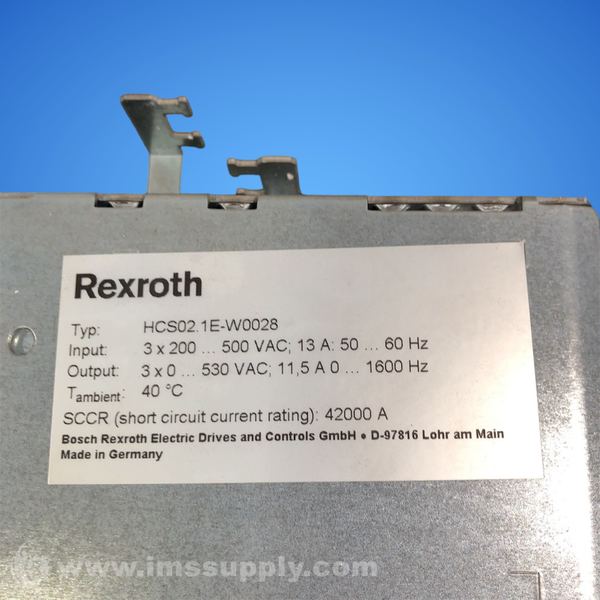 Rexroth
Typ: HCS02.1E-W0028
Input: 3 x 200 ... 500 VAC; 13 A: 50 ... 60 Hz
Output: 3 x 0 ... 530 VAC; 11,5 A 0 ... 1600 Hz
Tambient: 40 °C
SCCR (short circuit current rating): 42000 A
Bosch Rexroth Electric Drives and Controls GmbH • D-97816 Lohr am Main
Made in Germany
www.imssupply.com